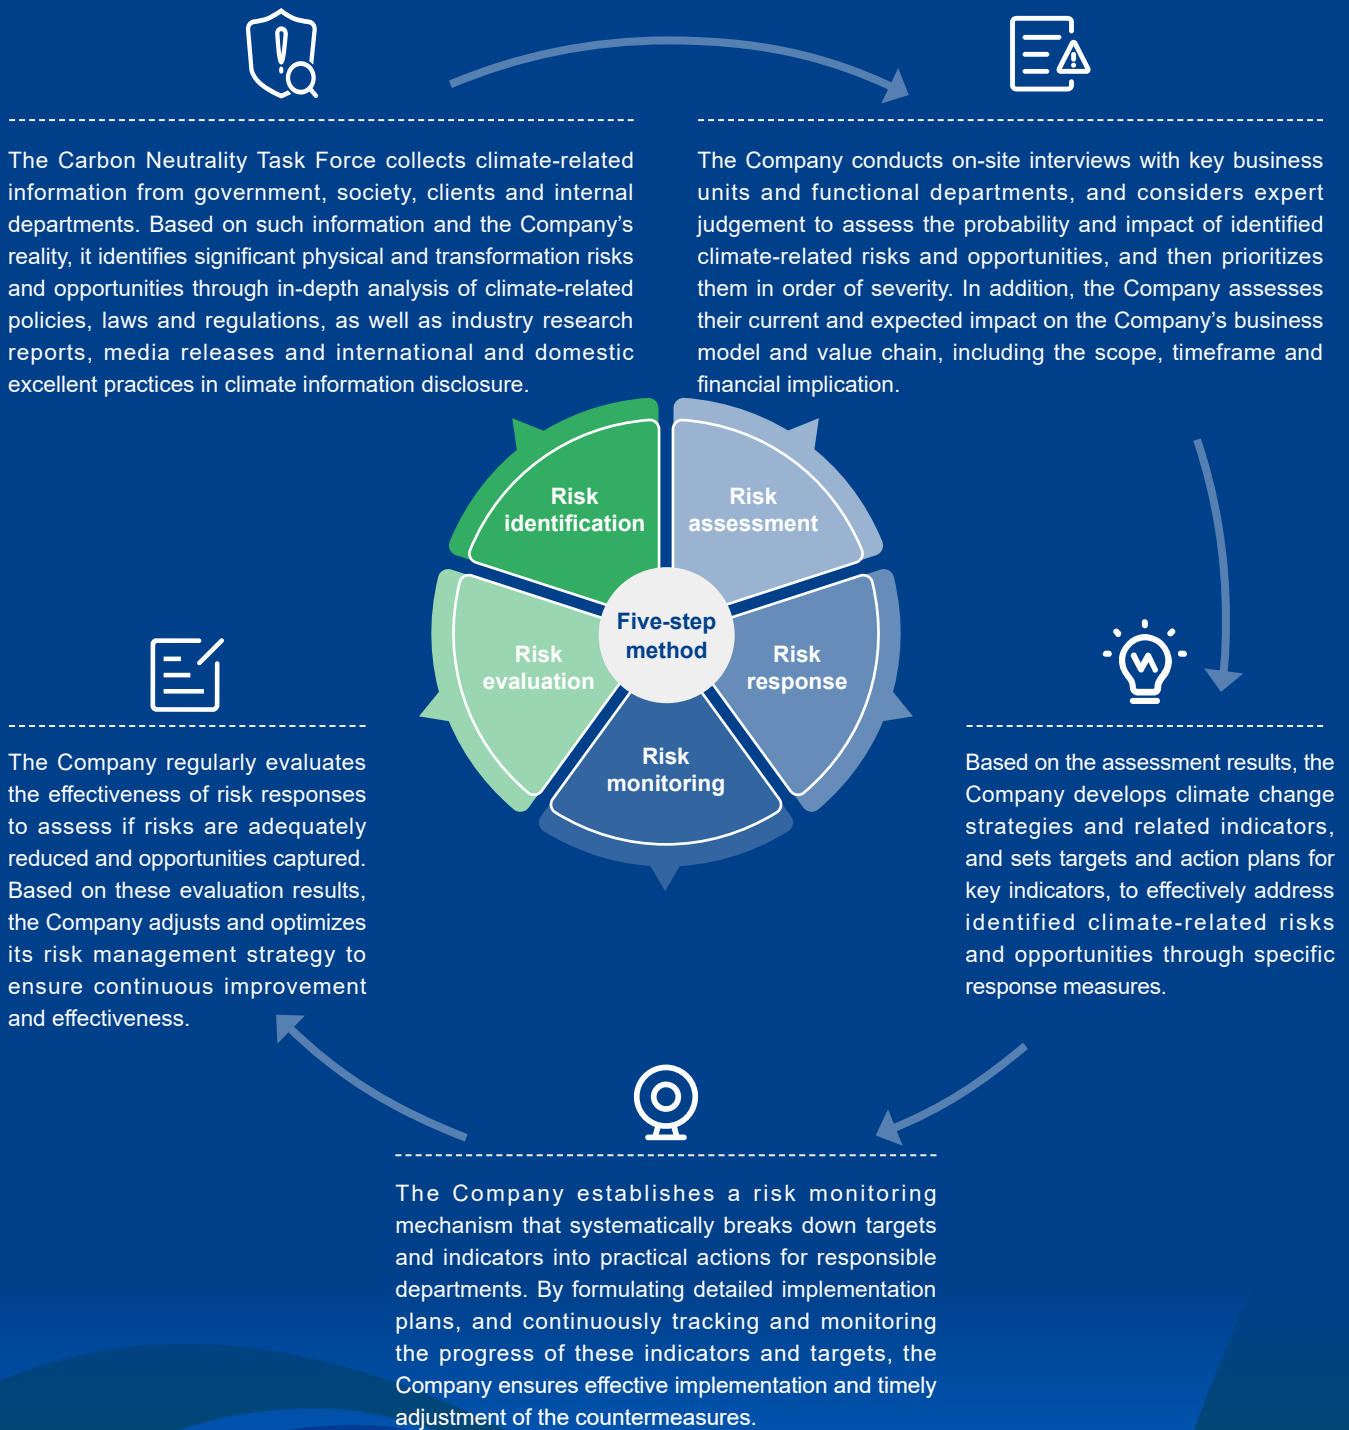 The Carbon Neutrality Task Force collects climate-related
information from government, society, clients and internal
departments. Based on such information and the Company’s
reality, it identifies significant physical and transformation risks
and opportunities through in-depth analysis of climate-related
policies, laws and regulations, as well as industry research
reports, media releases and international and domestic
excellent practices in climate information disclosure.
The Company conducts on-site interviews with key business
units and functional departments, and considers expert
judgement to assess the probability and impact of identified
climate-related risks and opportunities, and then prioritizes
them in order of severity. In addition, the Company assesses
their current and expected impact on the Company’s business
model and value chain, including the scope, timeframe and
financial implication.
Risk
identification
Risk
assessment
Five-step
method
Risk
evaluation
Risk
response
Risk
monitoring
The Company regularly evaluates
the effectiveness of risk responses
to assess if risks are adequately
reduced and opportunities captured.
Based on these evaluation results,
the Company adjusts and optimizes
its risk management strategy to
ensure continuous improvement
and effectiveness.
Based on the assessment results, the
Company develops climate change
strategies and related indicators,
and sets targets and action plans for
key indicators, to effectively address
identified climate-related risks
and opportunities through specific
response measures.
The Company establishes a risk monitoring
mechanism that systematically breaks down targets
and indicators into practical actions for responsible
departments. By formulating detailed implementation
plans, and continuously tracking and monitoring
the progress of these indicators and targets, the
Company ensures effective implementation and timely
adjustment of the countermeasures.